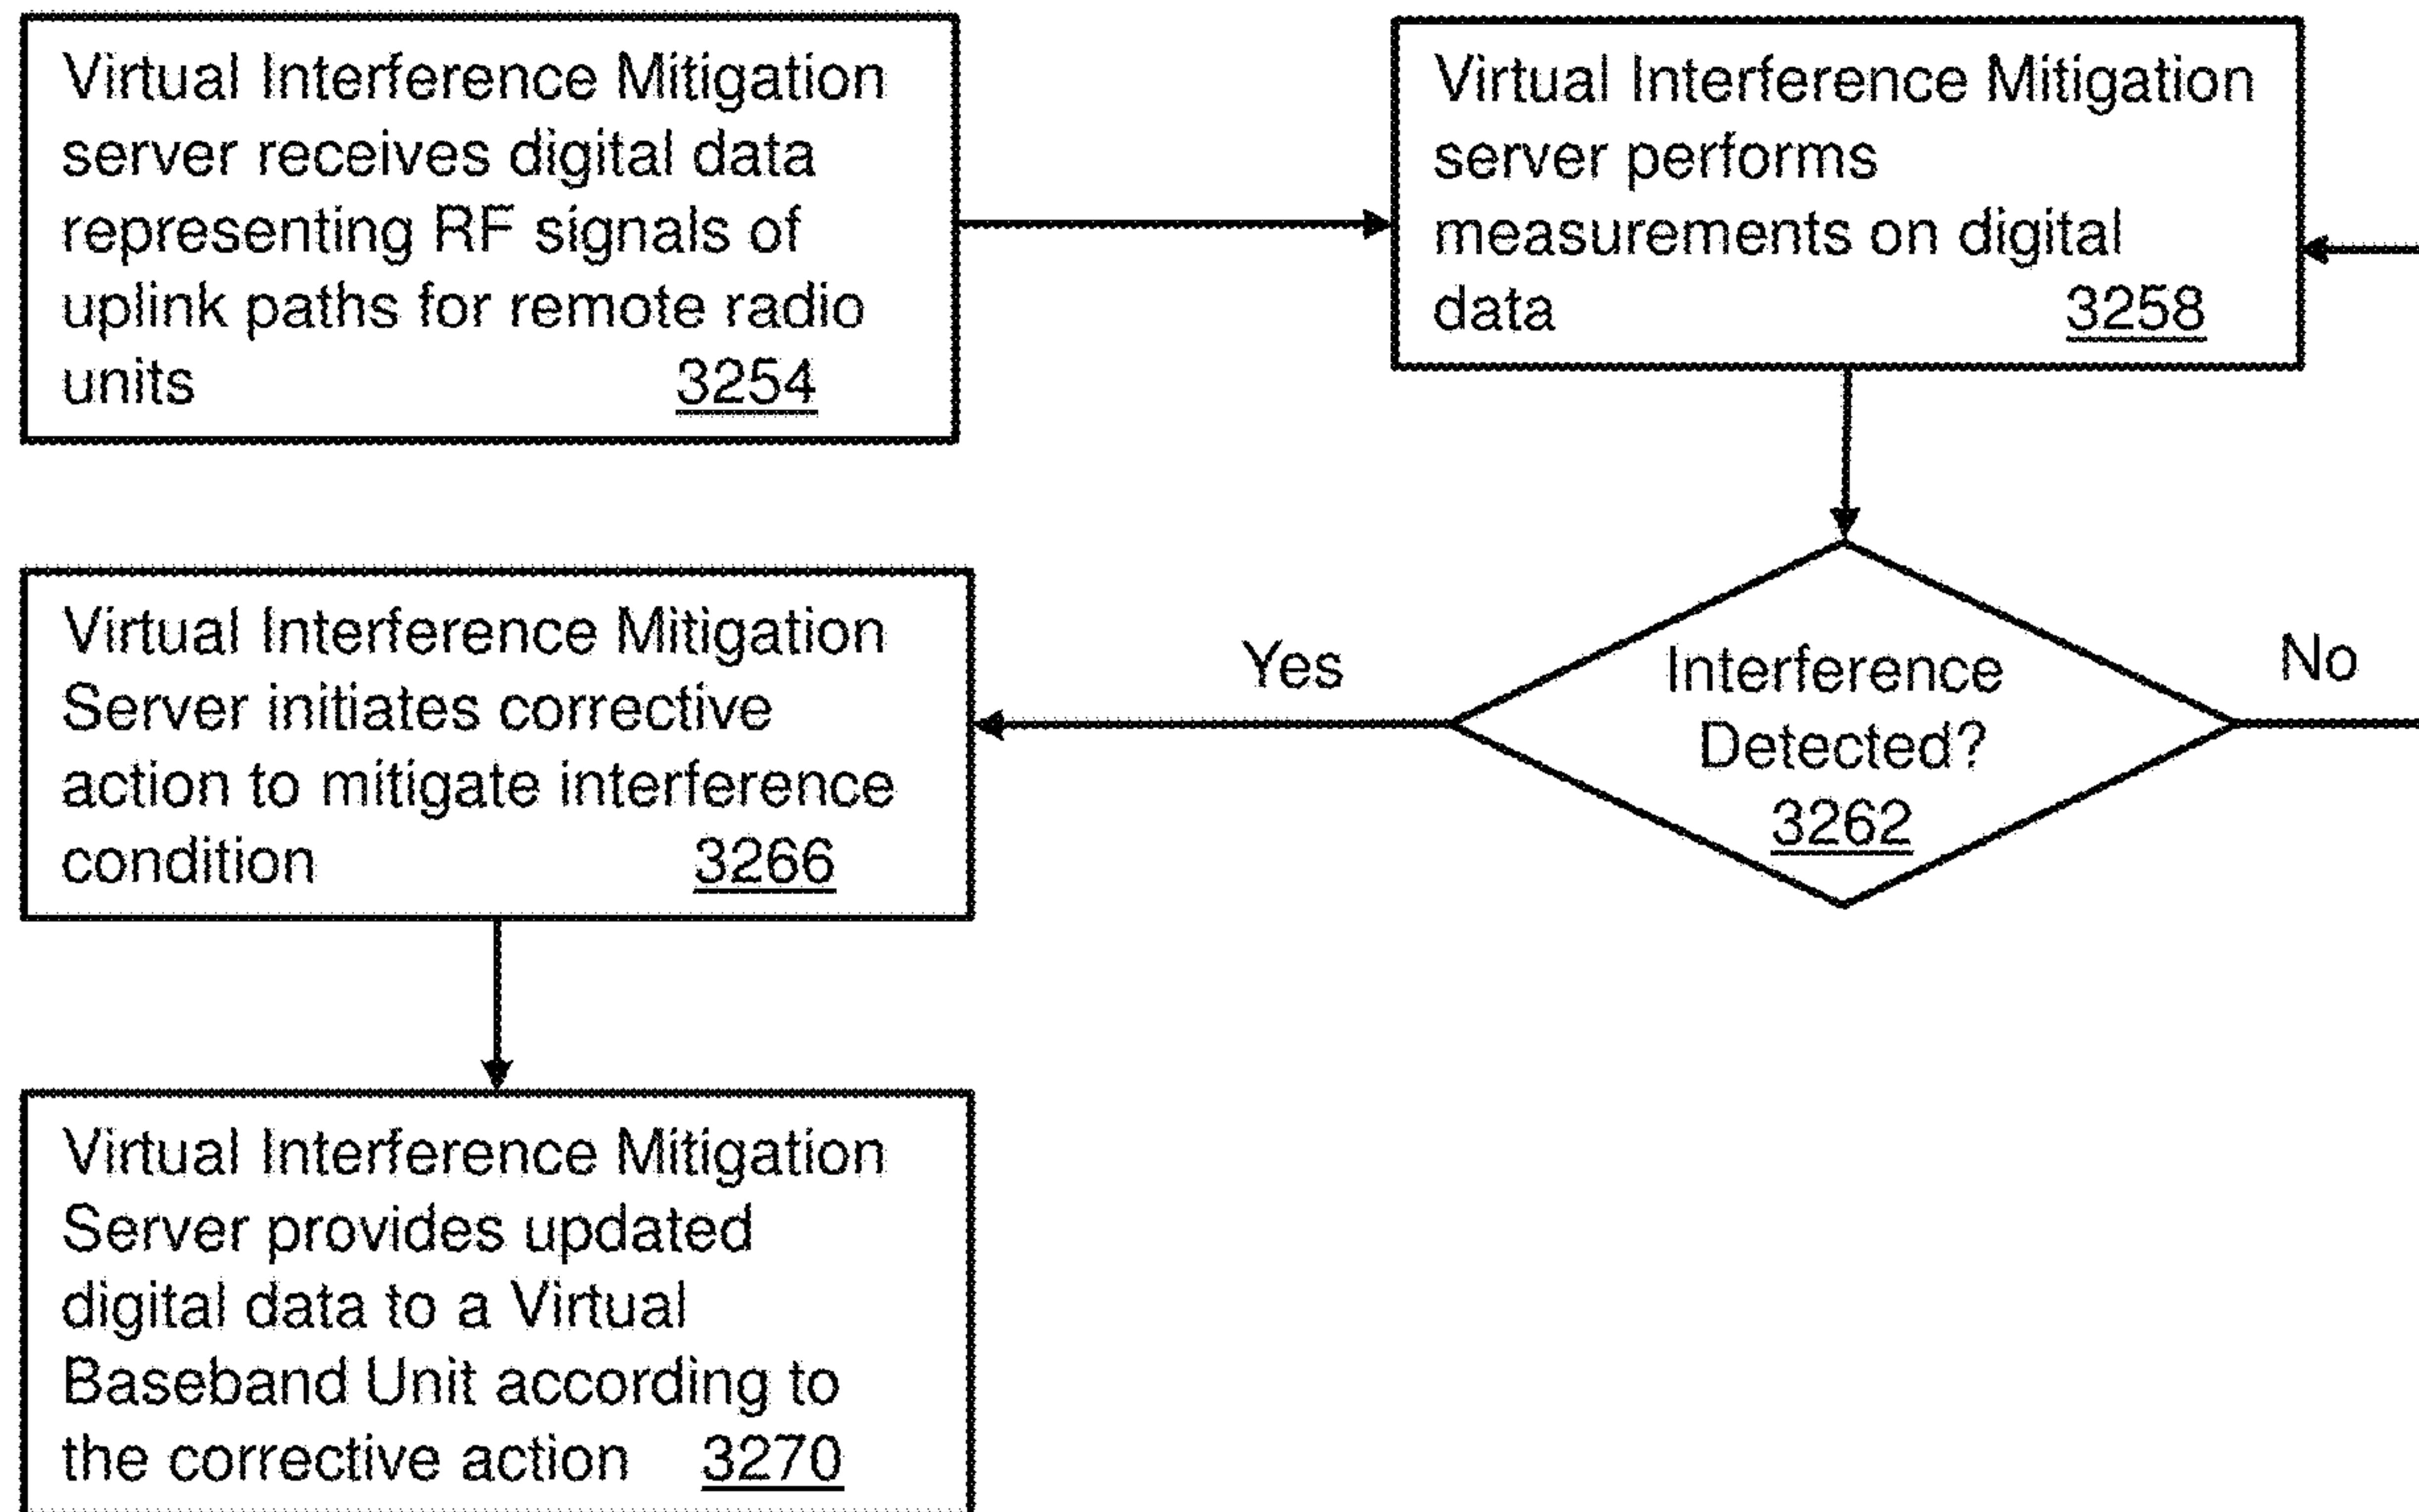 Virtual Interference Mitigation
server receives digital data
representing RF signals of
uplink paths for remote radio
units 3254
Virtual Interference Mitigation
server performs
measurements on digital
data 3258
Interference
Detected?
3262
Yes
No
Virtual Interference Mitigation
Server initiates corrective
action to mitigate interference
condition 3266
Virtual Interference Mitigation
Server provides updated
digital data to a Virtual
Baseband Unit according to
the corrective action 3270